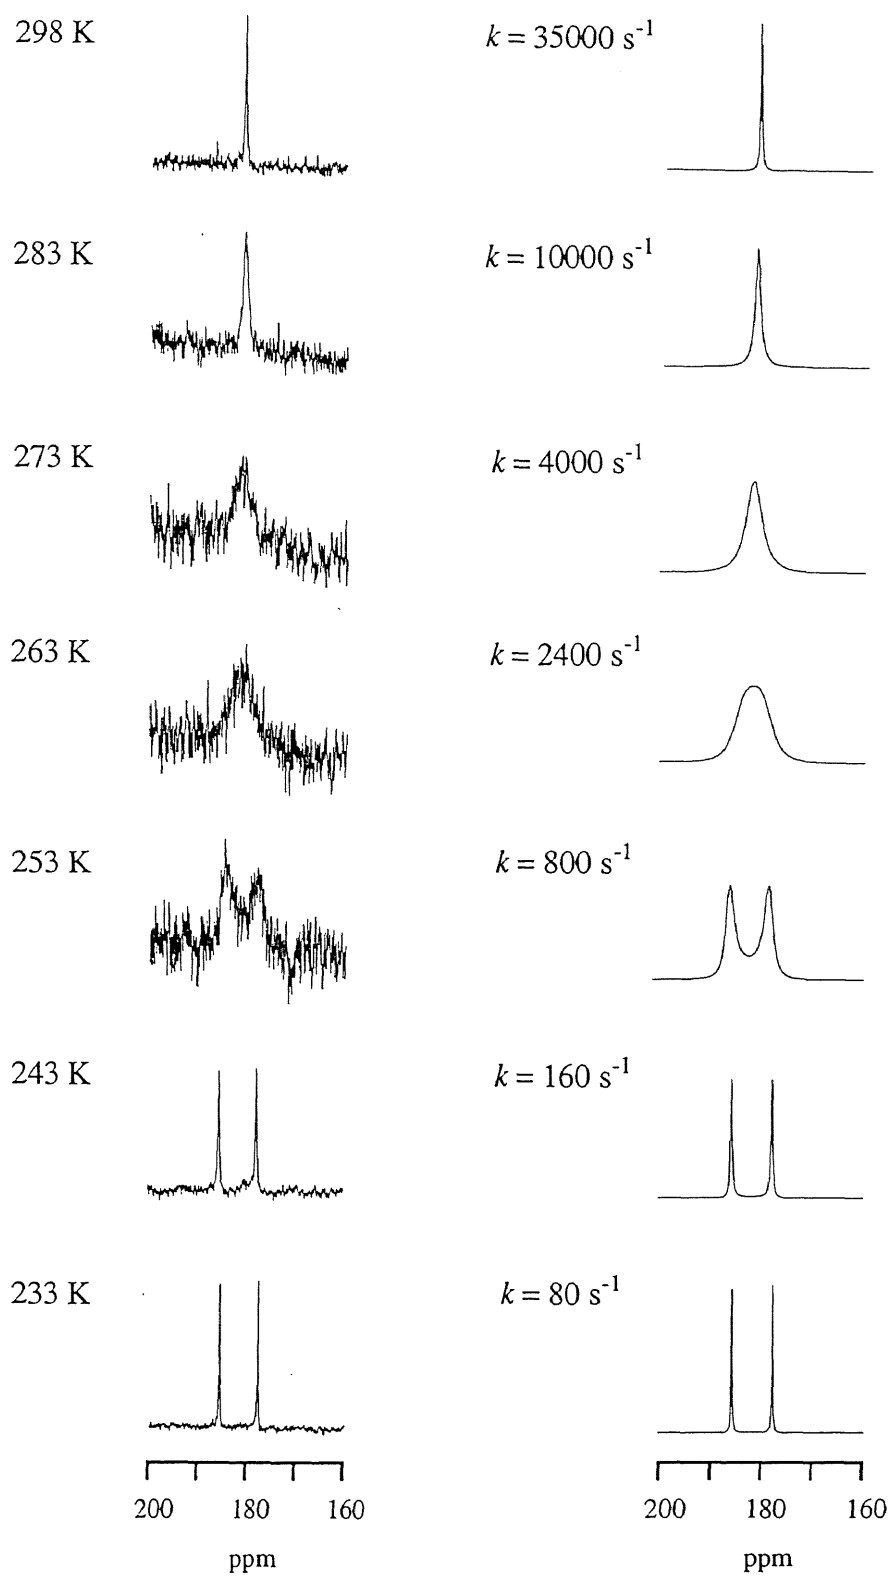 298 K k = 35000 s⁻¹
283 K k = 10000 s⁻¹
273 K k = 4000 s⁻¹
263 K k = 2400 s⁻¹
253 K k = 800 s⁻¹
243 K k = 160 s⁻¹
233 K k = 80 s⁻¹
200 180 160 200 180 160
ppm ppm